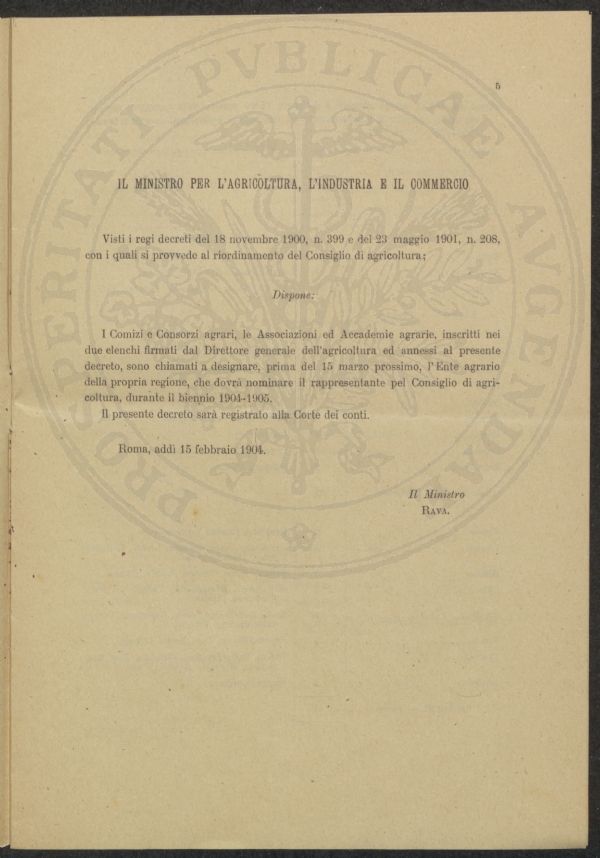 5
PROSPERITATI PVBLICAE AVGENDAE
IL MINISTRO PER L'AGRICOLTURA, L'INDUSTRIA E IL COMMERCIO
Visti i regi decreti del 18 novembre 1900, n. 399 e del 23 maggio 1901, n. 208,
con i quali si provvede al riordinamento del Consiglio di agricoltura;
Dispone:
I Comizi e Consorzi agrari, le Associazioni ed Accademie agrarie, inscritti nei
due elenchi firmati dal Direttore generale dell'agricoltura ed annessi al presente
decreto, sono chiamati a designare, prima del 15 marzo prossimo, l'Ente agrario
della propria regione, che dovrà nominare il rappresentante pel Consiglio di agri-
coltura, durante il biennio 1904-1905.
Il presente decreto sarà registrato alla Corte dei conti.
Roma, addì 15 febbraio 1904.
Il Ministro
RAVA.